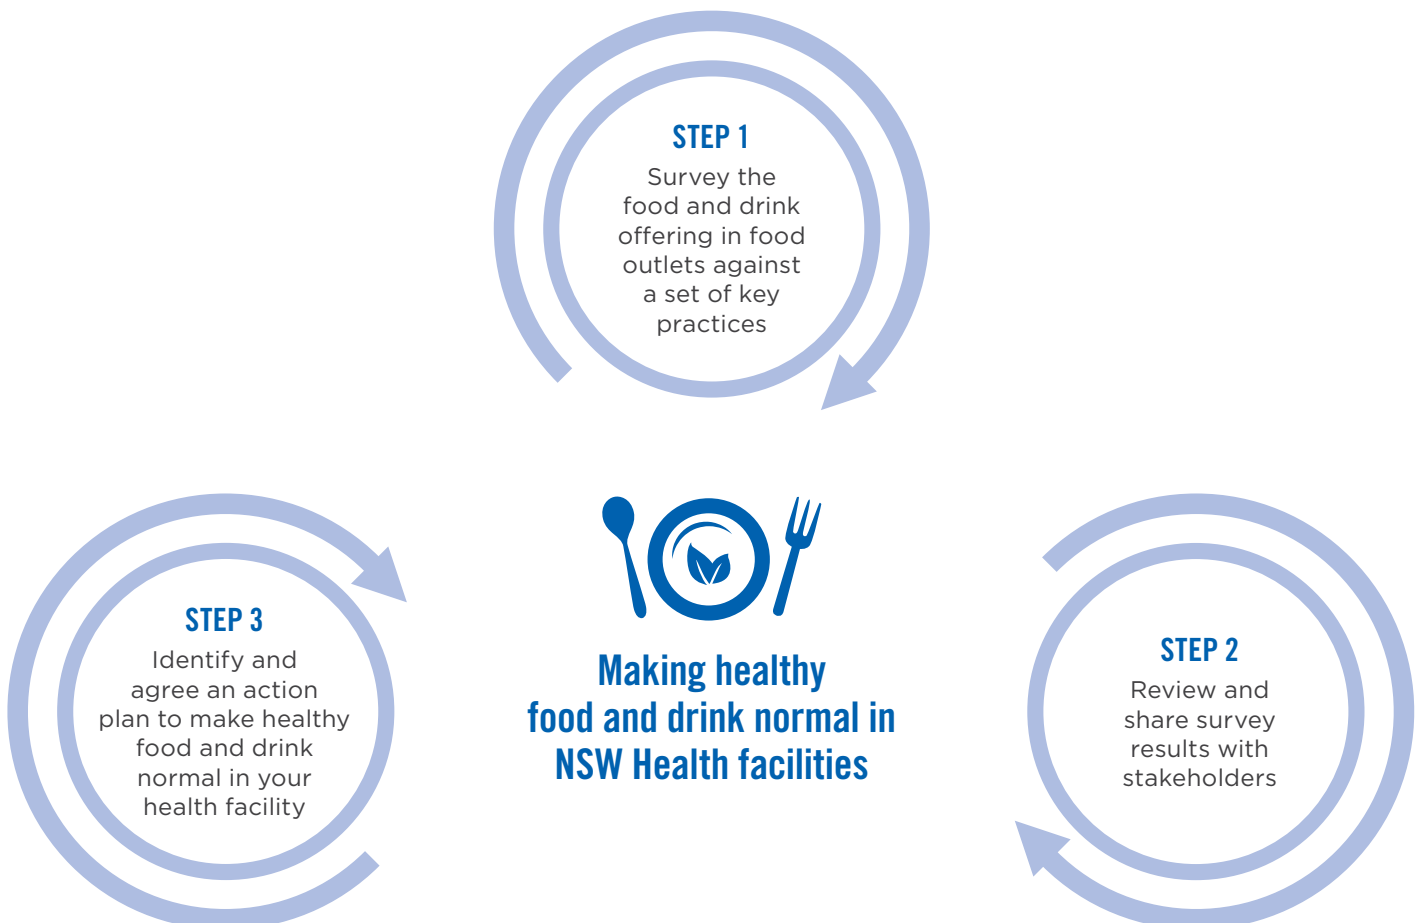 STEP 1
Survey the
food and drink
offering in food
outlets against
a set of key
practices
STEP 2
Review and
share survey
results with
stakeholders
STEP 3
Identify and
agree an action
plan to make healthy
food and drink
normal in your
health facility
Making healthy
food and drink normal in
NSW Health facilities